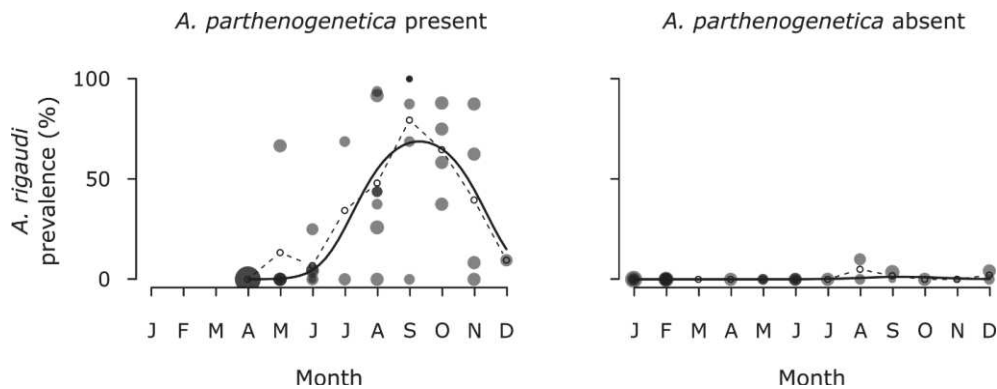 A. parthenogenetica present
A. parthenogenetica absent
A. rigaudi
prevalence (%)
100
50
0
J F M A M J J A S O N D
J F M A M J J A S O N D
Month
Month